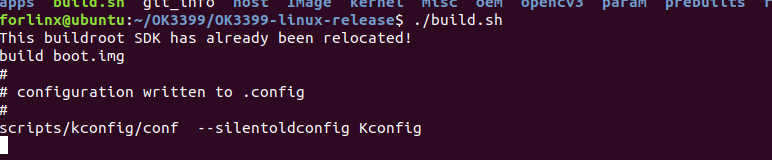 apps build.sh git_info host image kernel misc oem opencv3 param prebuilts r
forlinx@ubuntu:~/OK3399/OK3399-linux-release$ ./build.sh
This buildroot SDK has already been relocated!
build boot.img
#
# configuration written to .config
#
scripts/kconfig/conf  --silentoldconfig Kconfig